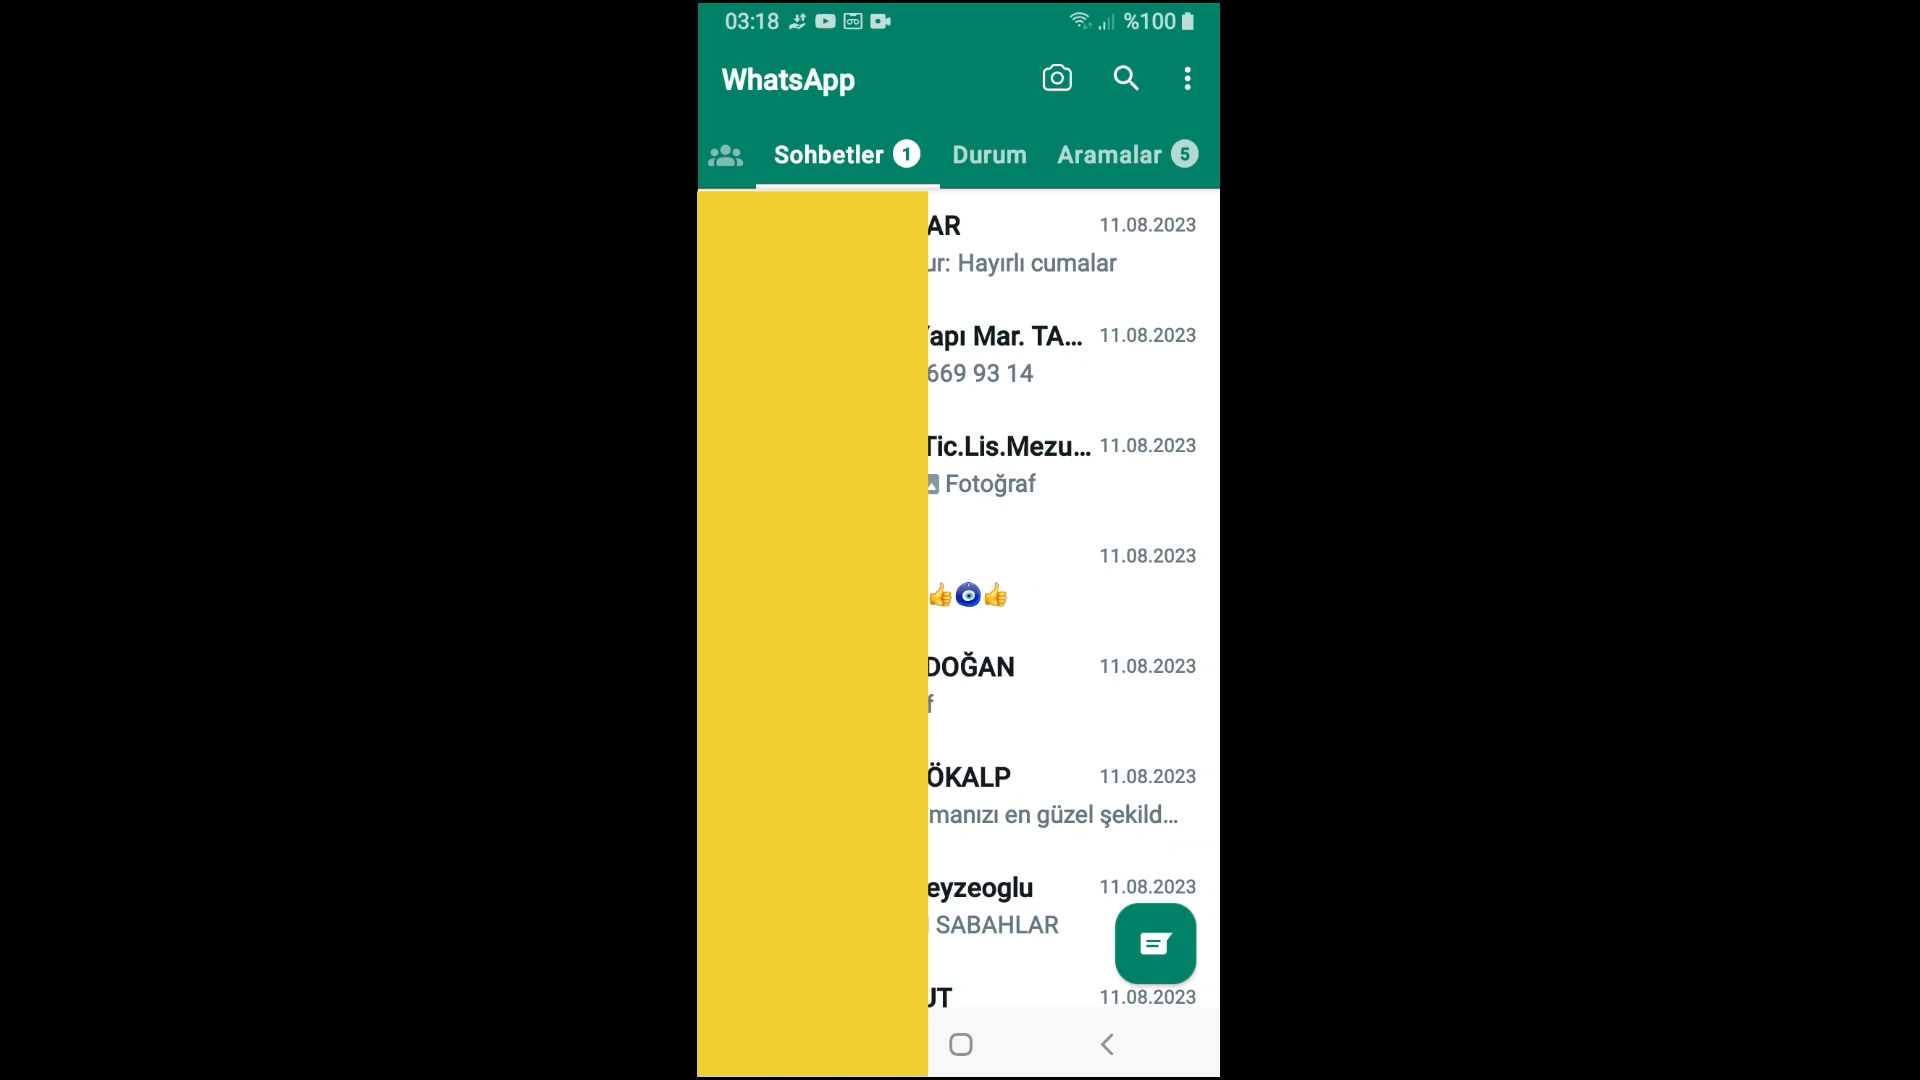 03:18 %100
WhatsApp
Sohbetler 1 Durum Aramalar 5
AR 11.08.2023
ur: Hayırlı cumalar
Yapı Mar. TA... 11.08.2023
669 93 14
Tic.Lis.Mezu... 11.08.2023
Fotoğraf
11.08.2023
DOĞAN 11.08.2023
f
ÖKALP 11.08.2023
manızı en güzel şekild...
eyzeoglu 11.08.2023
SABAHLAR
UT 11.08.2023